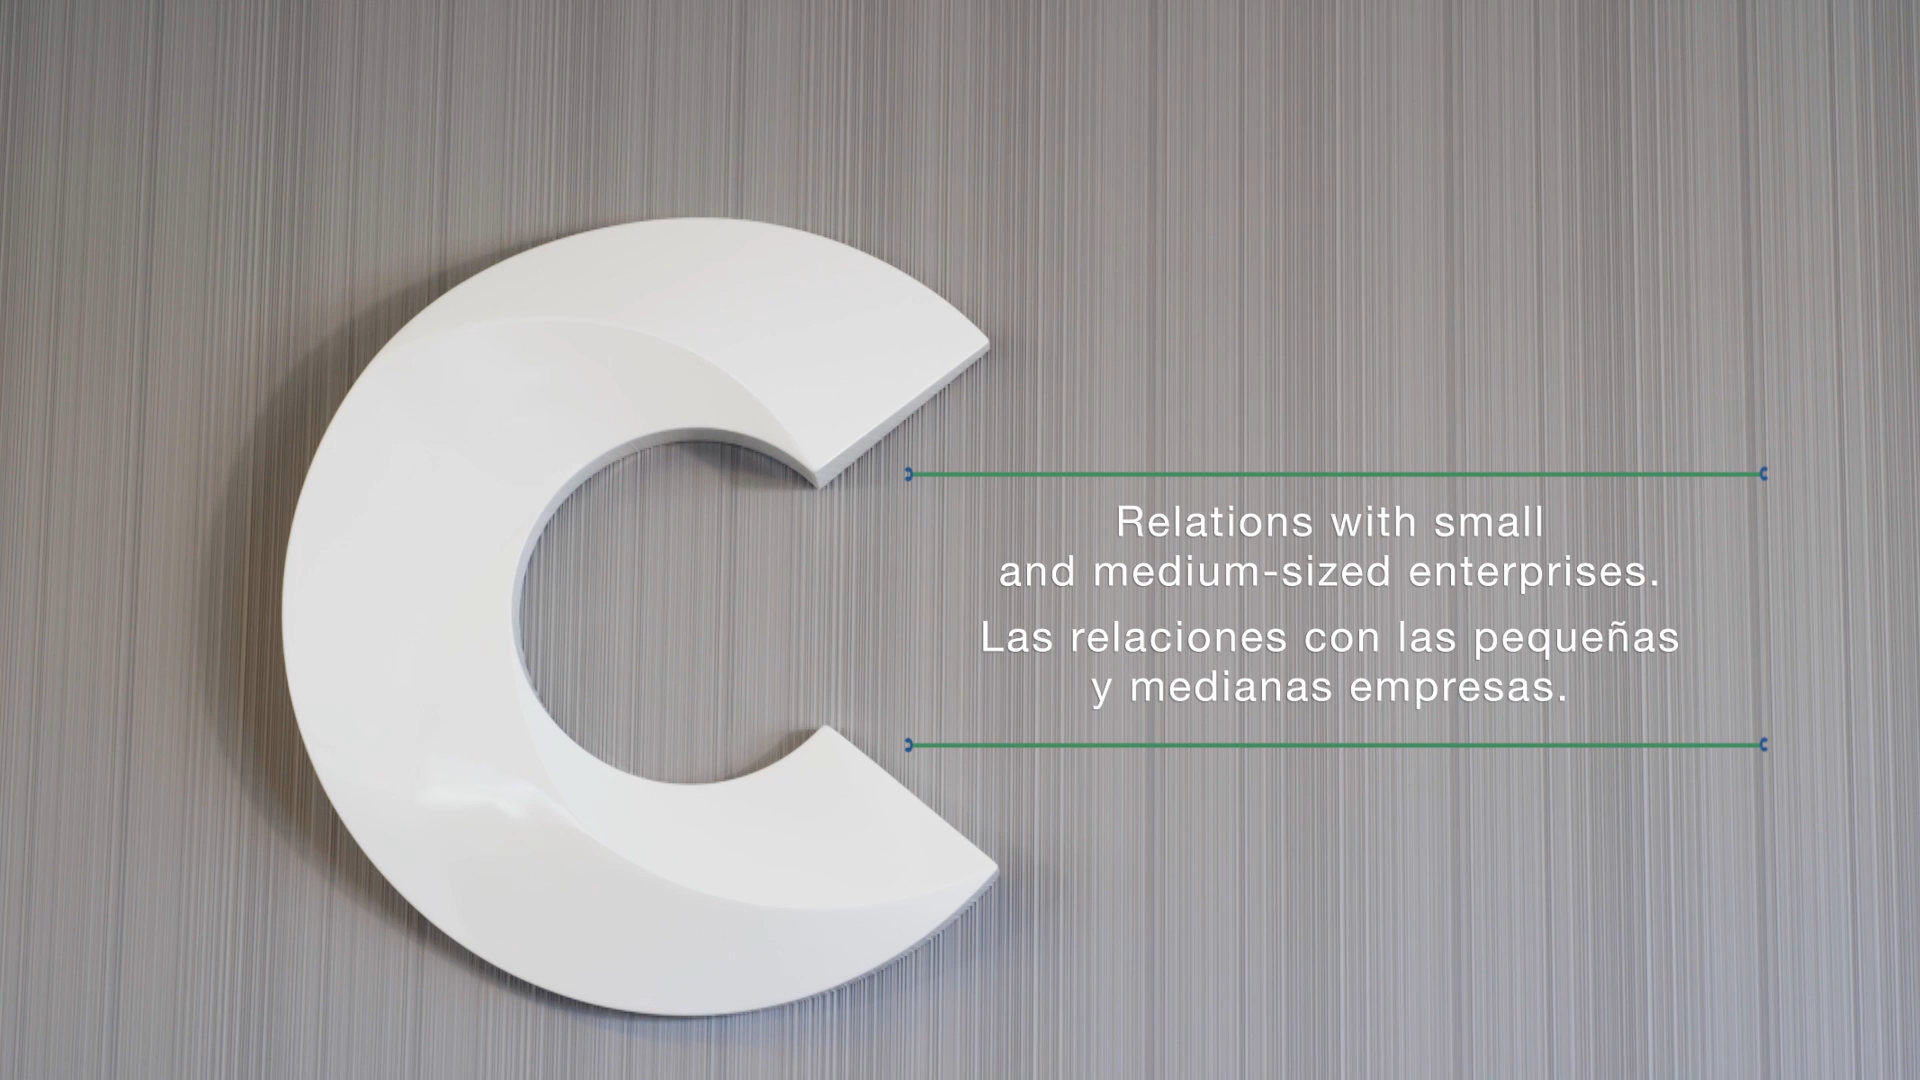 Relations with small
and medium-sized enterprises.
Las relaciones con las pequeñas
y medianas empresas.